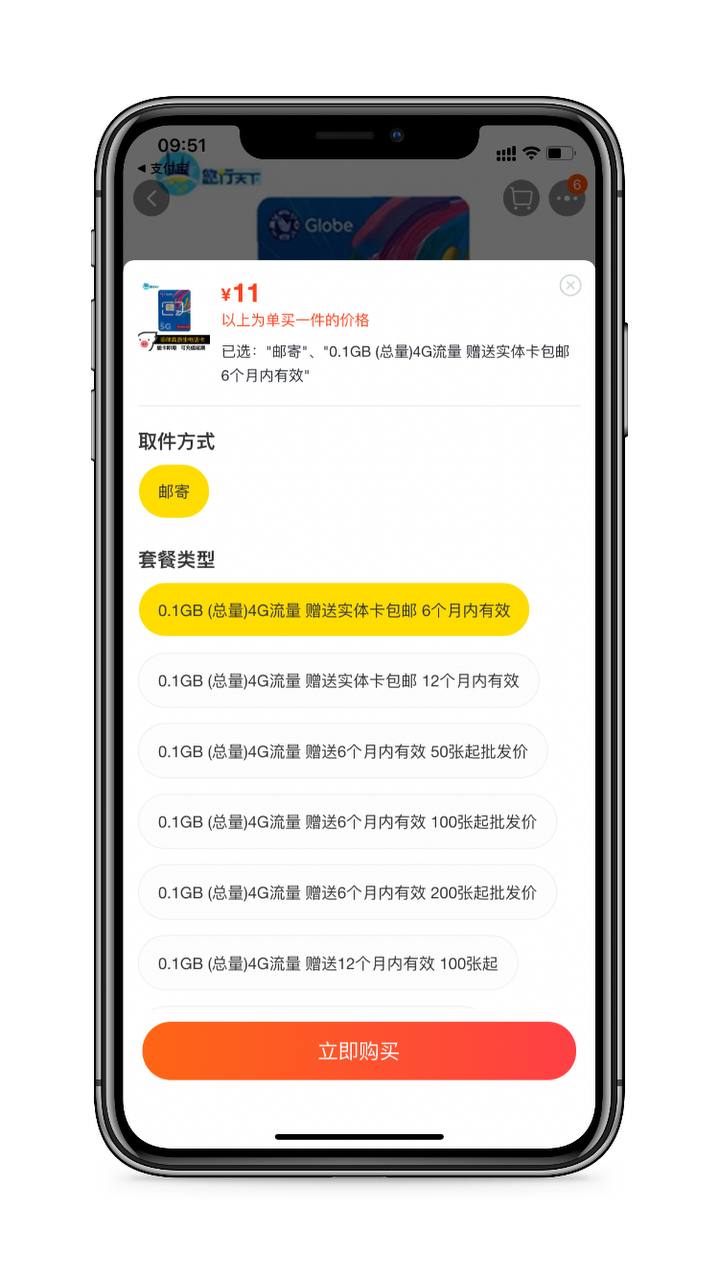 09:51
支付宝
悠行天下
6
Globe
5G
¥11
以上为单买一件的价格
已选："邮寄"、"0.1GB (总量)4G流量 赠送实体卡包邮
6个月内有效"
取件方式
邮寄
套餐类型
0.1GB (总量)4G流量 赠送实体卡包邮 6个月内有效
0.1GB (总量)4G流量 赠送实体卡包邮 12个月内有效
0.1GB (总量)4G流量 赠送6个月内有效 50张起批发价
0.1GB (总量)4G流量 赠送6个月内有效 100张起批发价
0.1GB (总量)4G流量 赠送6个月内有效 200张起批发价
0.1GB (总量)4G流量 赠送12个月内有效 100张起
立即购买